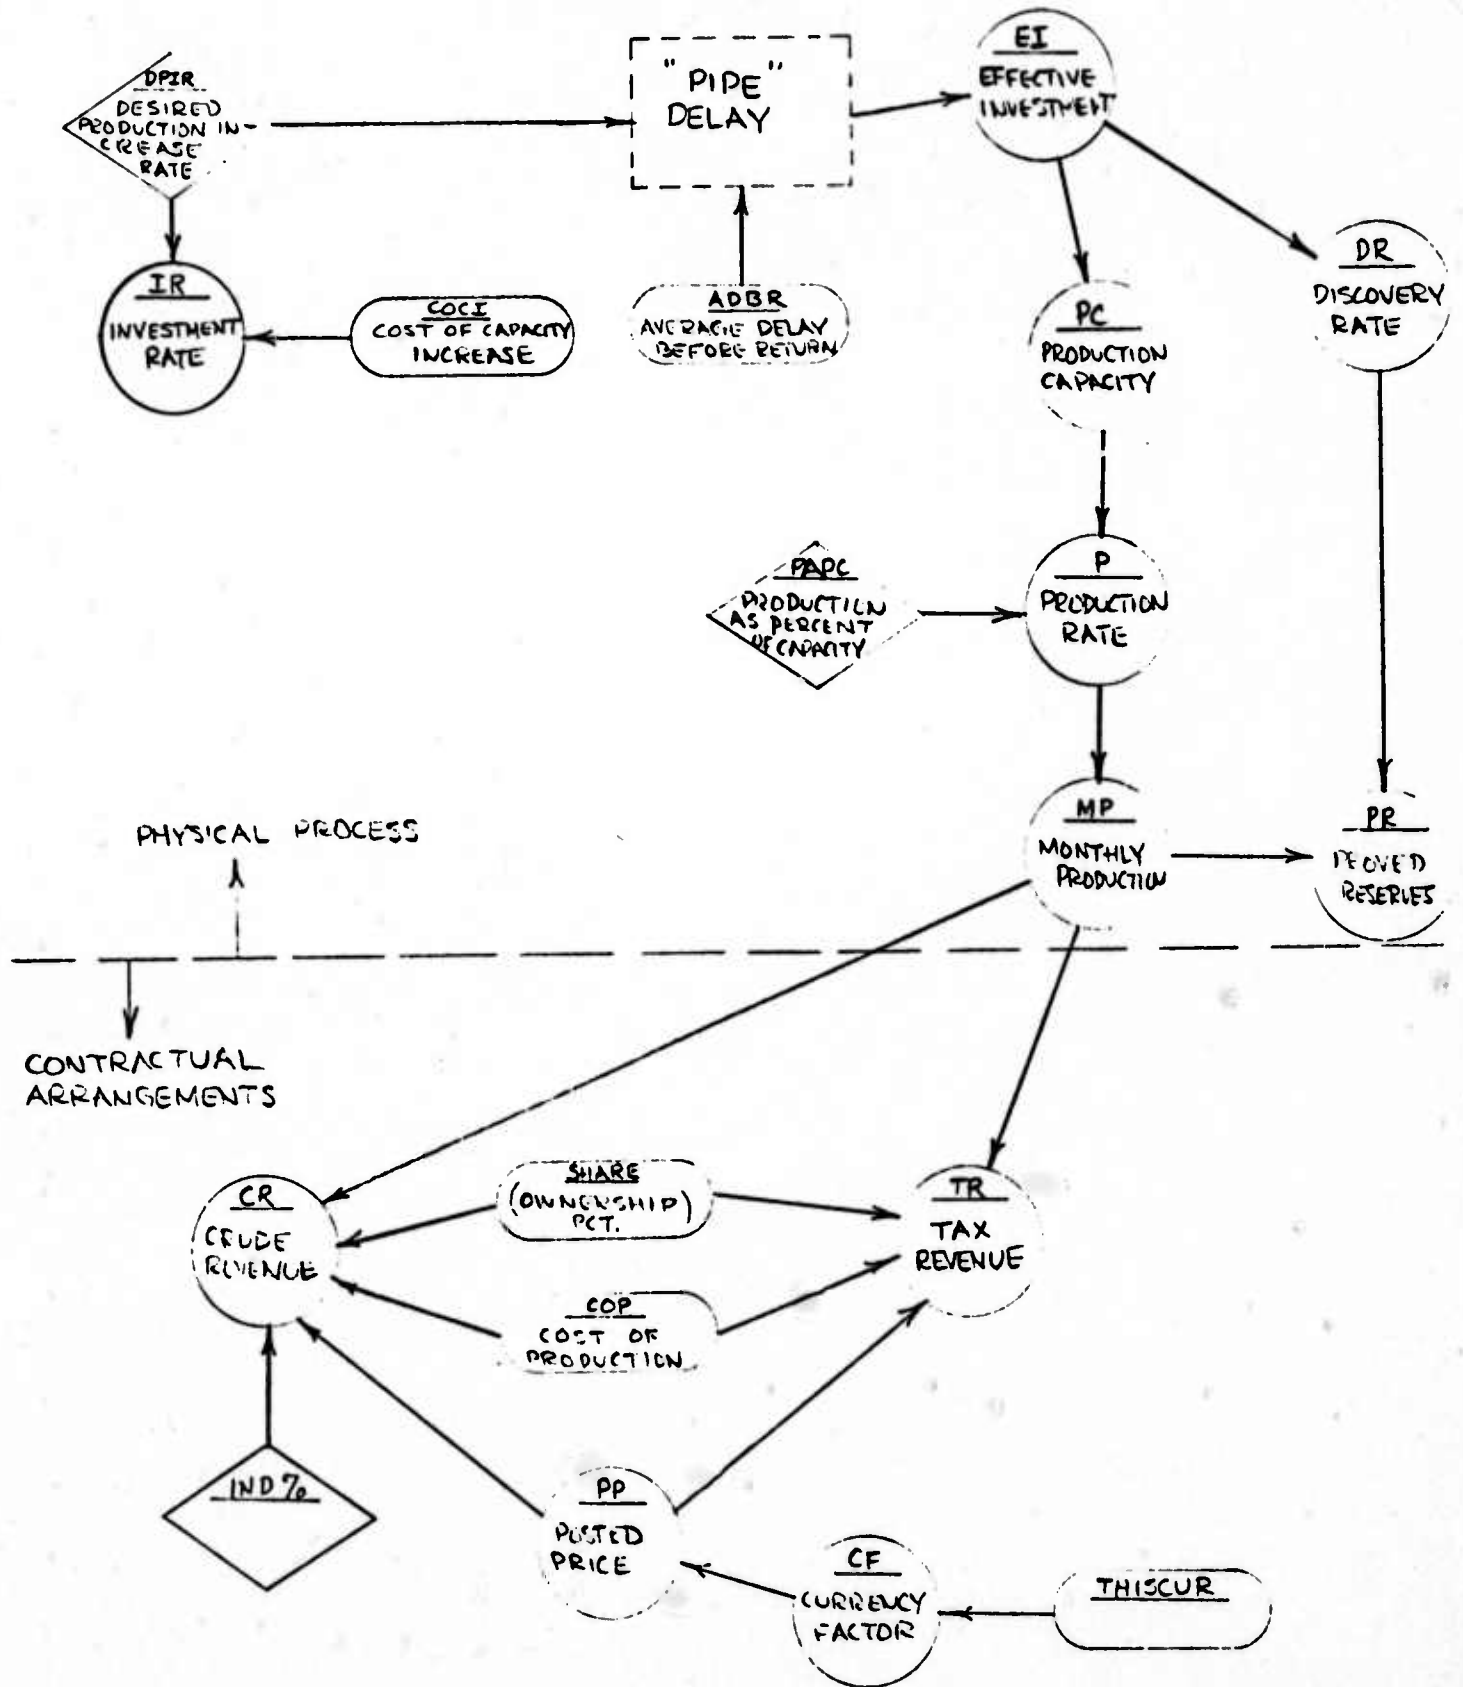 DPIR
DESIRED
PRODUCTION IN-
CREASE
RATE
"PIPE"
DELAY
EI
EFFECTIVE
INVESTMENT
IR
INVESTMENT
RATE
COCI
COST OF CAPACITY
INCREASE
ADBR
AVERAGE DELAY
BEFORE RETURN
PC
PRODUCTION
CAPACITY
DR
DISCOVERY
RATE
PAPC
PRODUCTION
AS PERCENT
OF CAPACITY
P
PRODUCTION
RATE
MP
MONTHLY
PRODUCTION
PR
PROVED
RESERVES
PHYSICAL PROCESS
CONTRACTUAL
ARRANGEMENTS
CR
CRUDE
REVENUE
SHARE
(OWNERSHIP)
PCT.
TR
TAX
REVENUE
COP
COST OF
PRODUCTION
IND %
PP
POSTED
PRICE
CF
CURRENCY
FACTOR
THISCUR